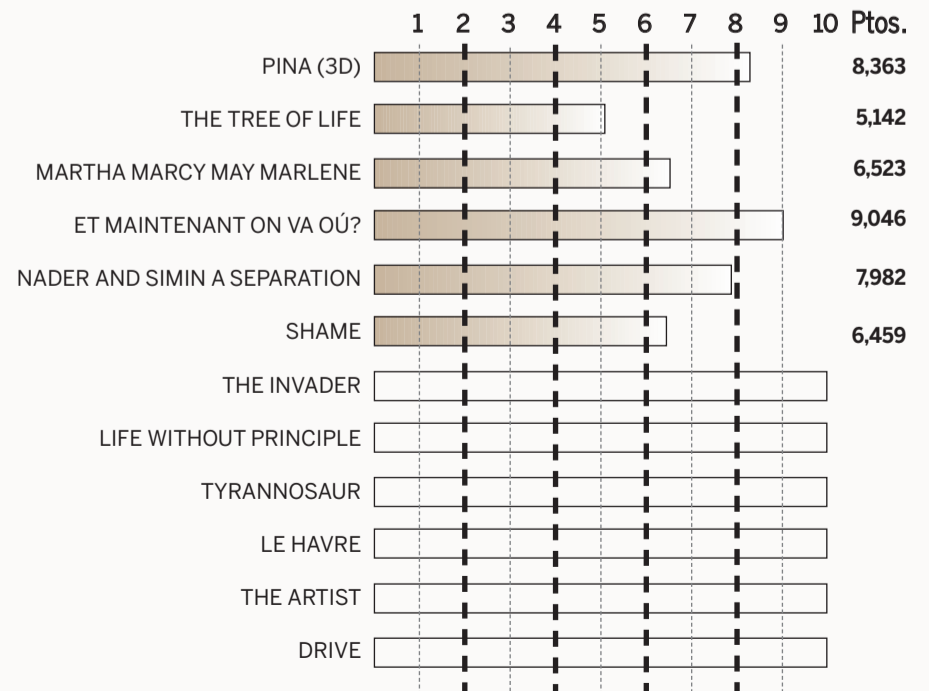 1 2 3 4 5 6 7 8 9 10 Ptos.
PINA (3D) 8,363
THE TREE OF LIFE 5,142
MARTHA MARCY MAY MARLENE 6,523
ET MAINTENANT ON VA OÚ? 9,046
NADER AND SIMIN A SEPARATION 7,982
SHAME 6,459
THE INVADER
LIFE WITHOUT PRINCIPLE
TYRANNOSAUR
LE HAVRE
THE ARTIST
DRIVE